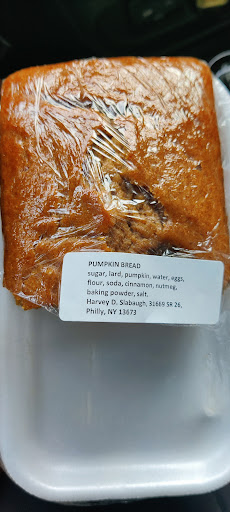 PUMPKIN BREAD
sugar, lard, pumpkin, water, eggs,
flour, soda, cinnamon, nutmeg,
baking powder, salt.
Harvey D. Slabaugh, 31669 SR 26,
Philly, NY 13673